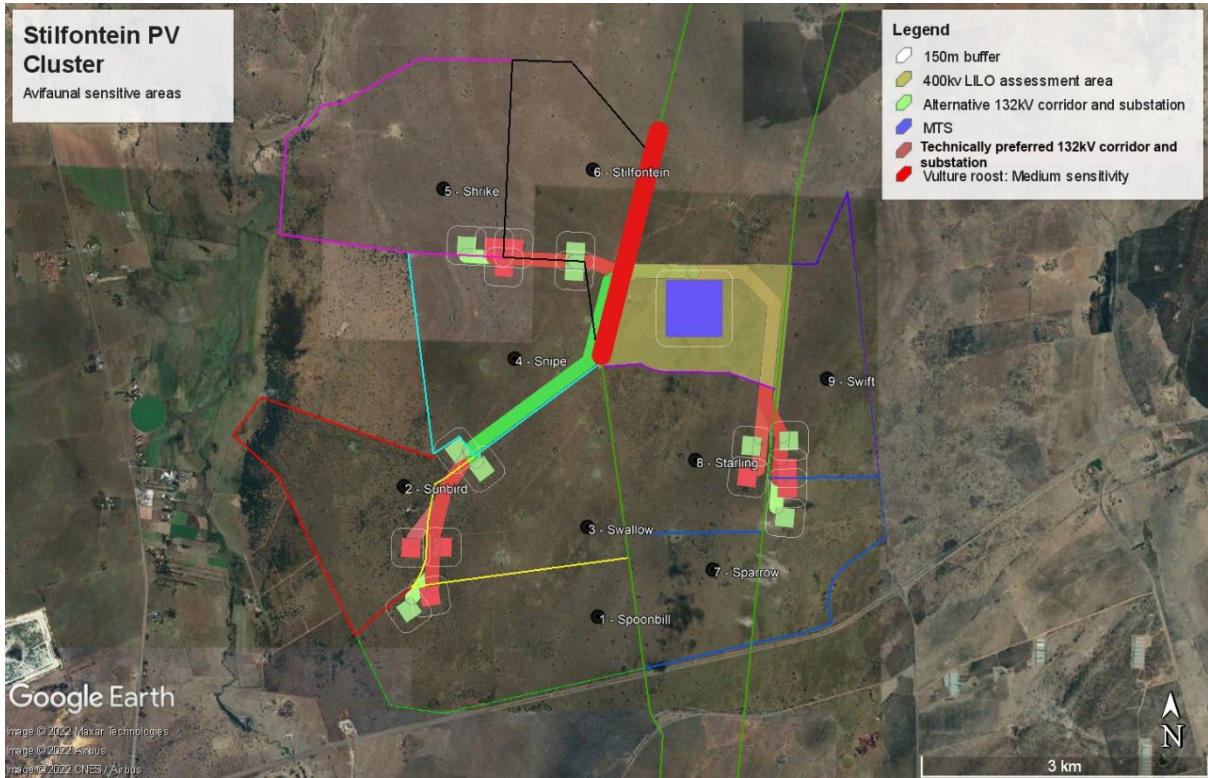 Stilfontein PV
Cluster
Avifaunal sensitive areas
Legend
150m buffer
400kv LILO assessment area
Alternative 132kV corridor and substation
MTS
Technically preferred 132kV corridor and
substation
Vulture roost: Medium sensitivity
6 - Stilfontein
5 - Shrike
4 - Snipe
9 - Swift
8 - Starling
2 - Sunbird
3 - Swallow
7 - Sparrow
1 - Spoonbill
Google Earth
Image © 2022 Maxar Technologies
Image © 2022 Airbus
Image © 2022 CNES / Airbus
N
3 km